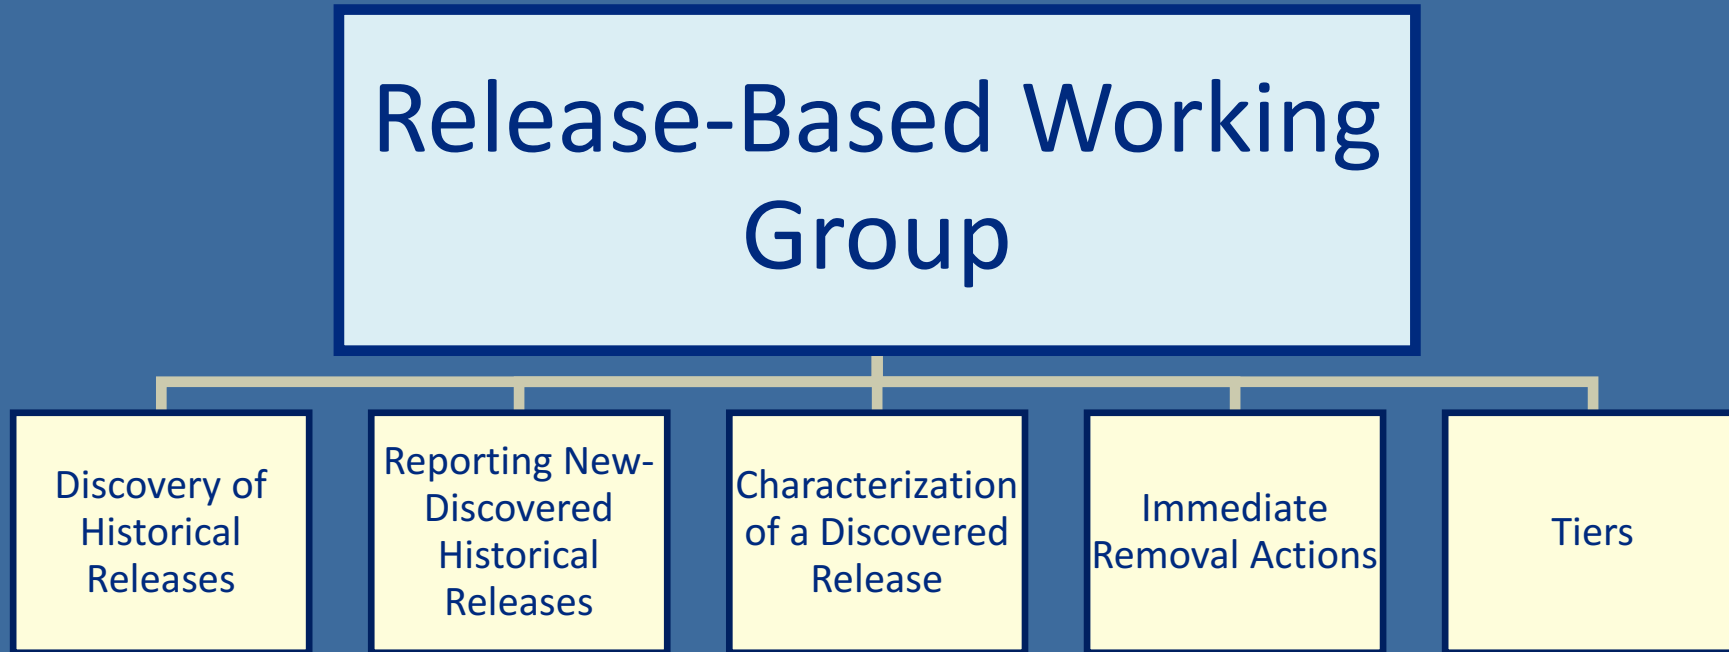 Release-Based Working
Group
Discovery of
Historical
Releases
Reporting New-
Discovered
Historical
Releases
Characterization
of a Discovered
Release
Immediate
Removal Actions
Tiers